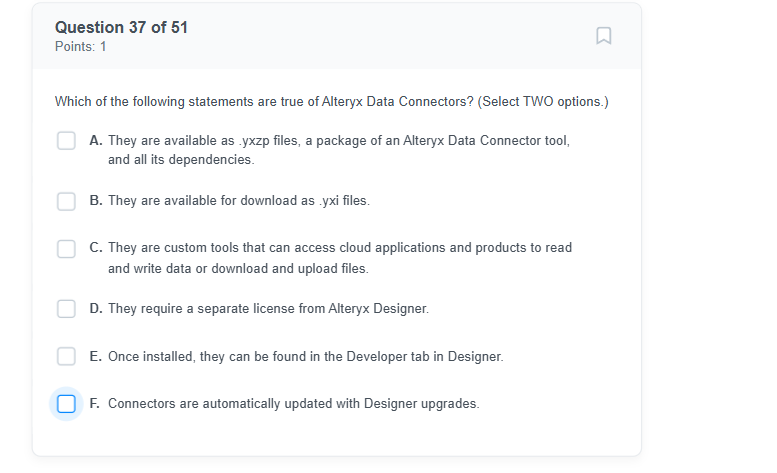 Question 37 of 51
Points: 1
Which of the following statements are true of Alteryx Data Connectors? (Select TWO options.)
A. They are available as .yxzp files, a package of an Alteryx Data Connector tool,
and all its dependencies.
B. They are available for download as .yxi files.
C. They are custom tools that can access cloud applications and products to read
and write data or download and upload files.
D. They require a separate license from Alteryx Designer.
E. Once installed, they can be found in the Developer tab in Designer.
F. Connectors are automatically updated with Designer upgrades.